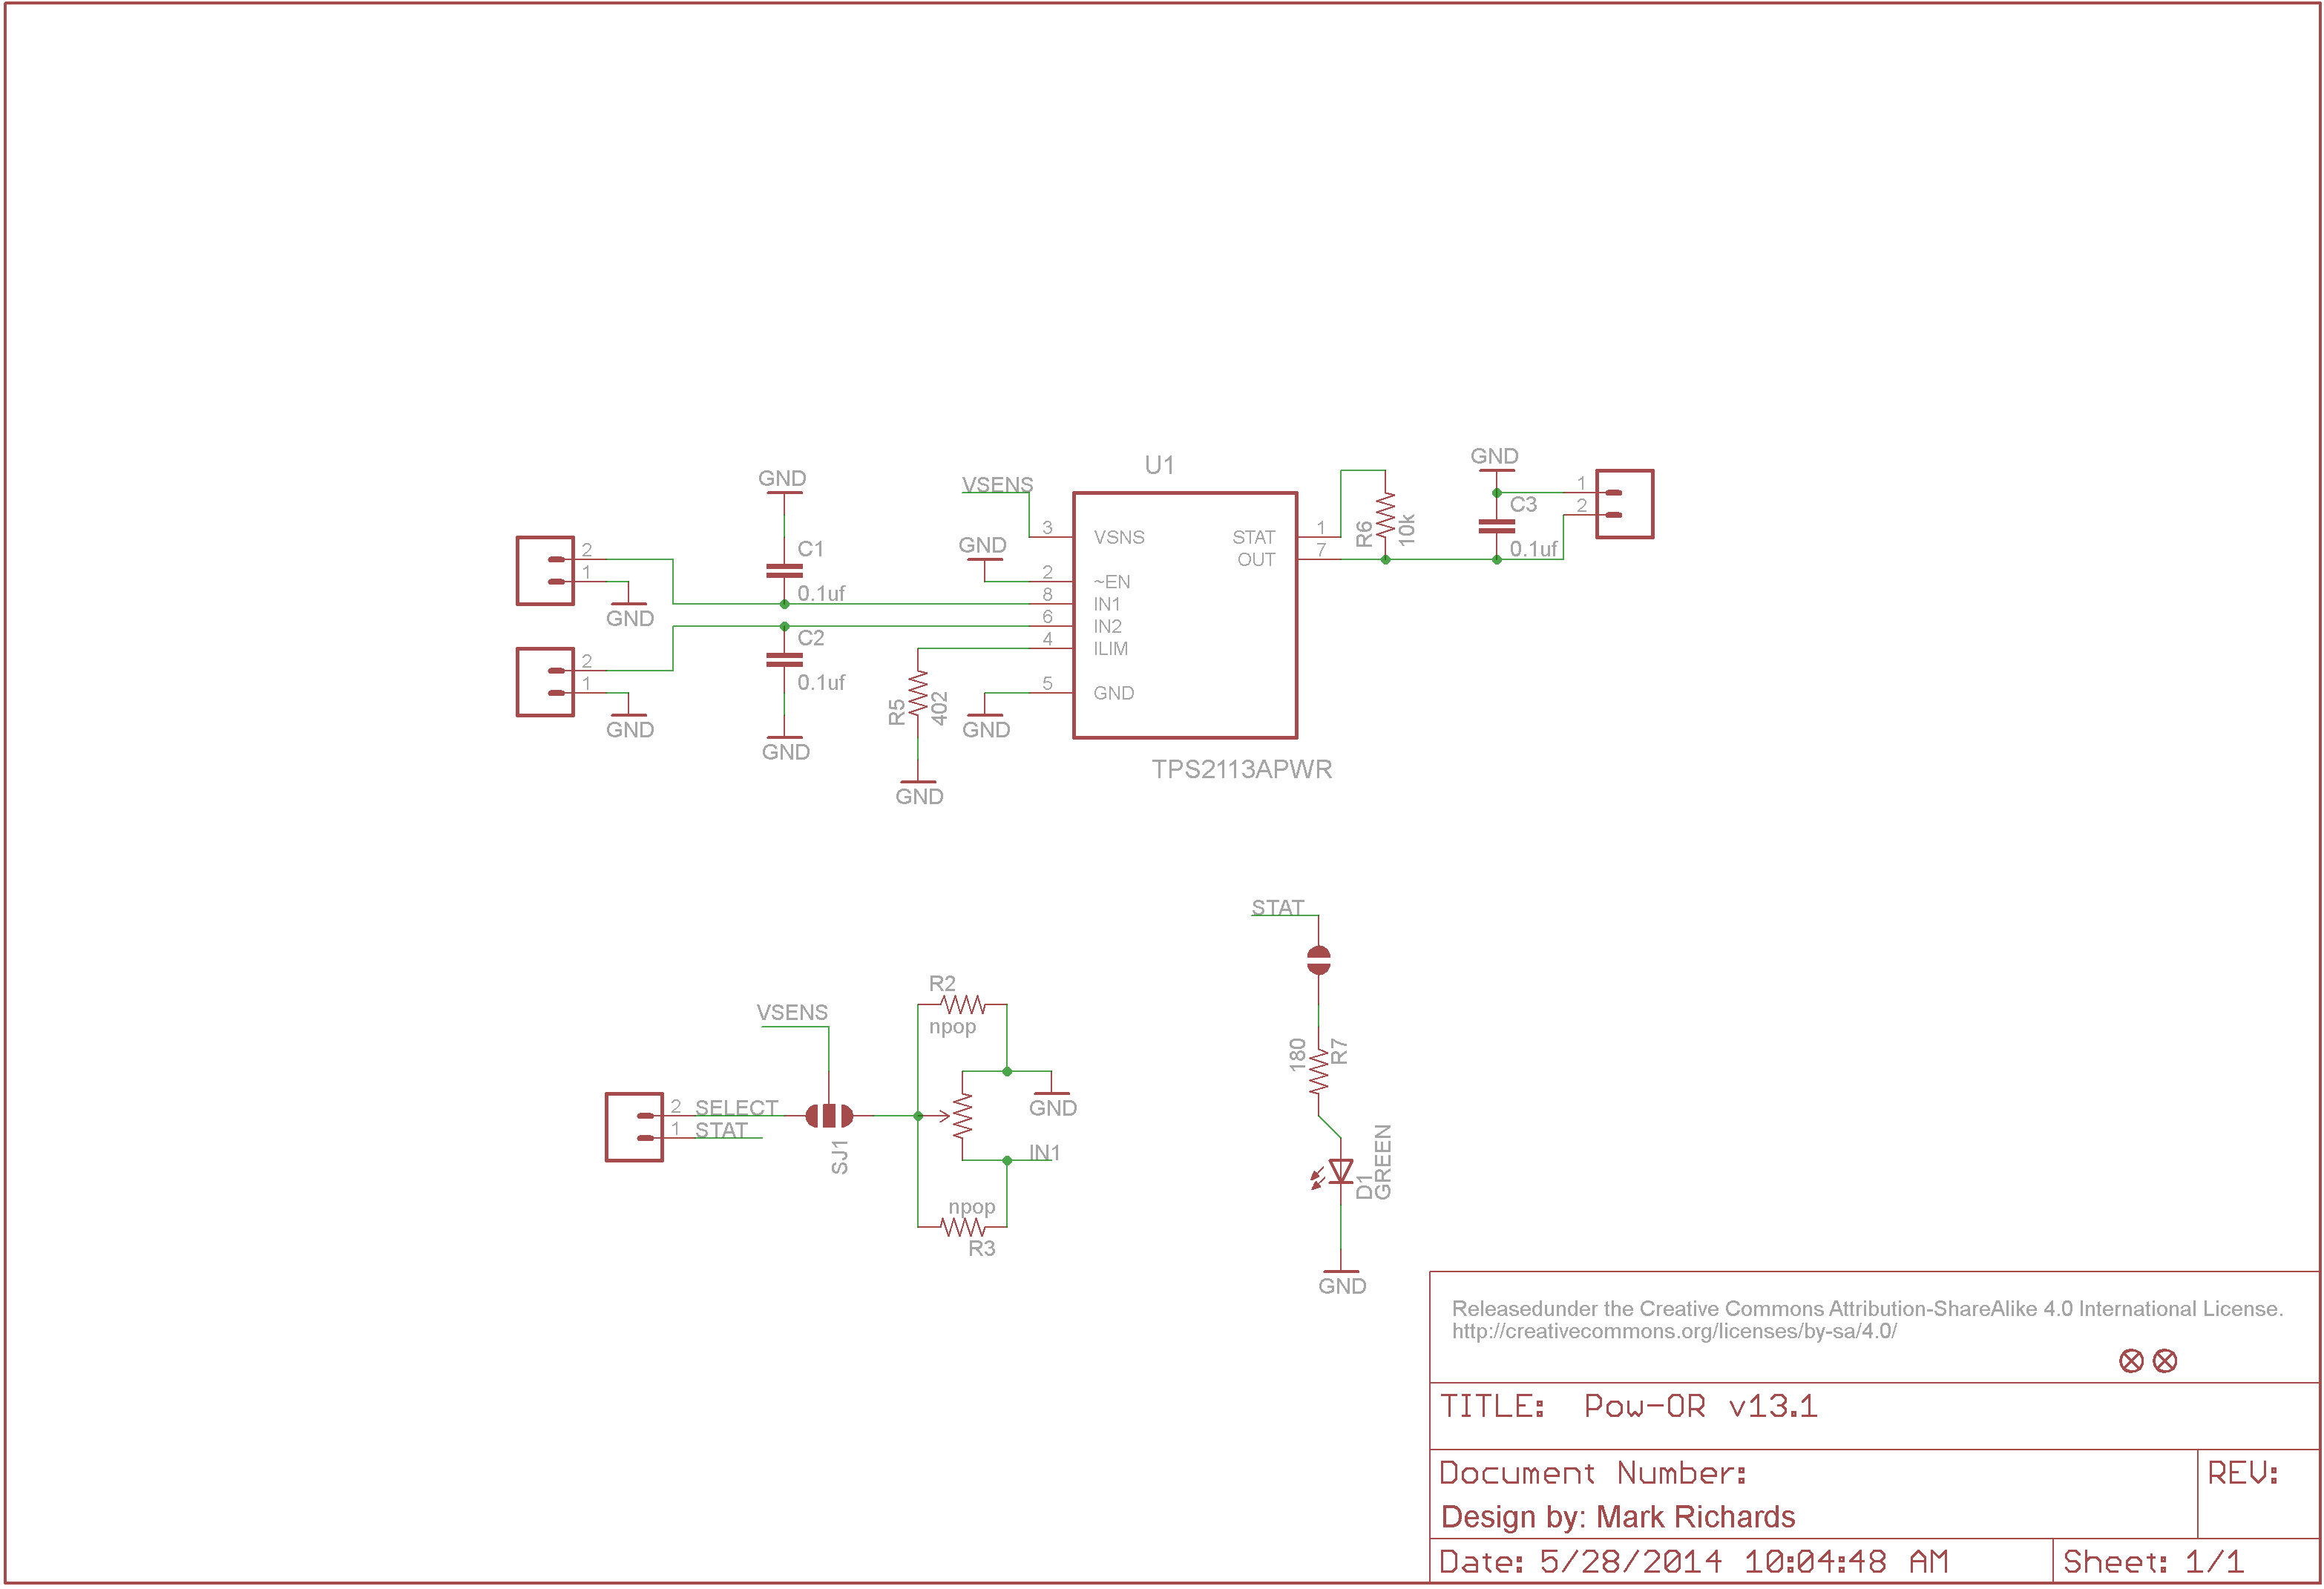 U1
GND
GND
VSENS
1
C3
2
3
VSNS
STAT
1
R6
10k
2
C1
GND
OUT
7
0.1uf
1
2
~EN
0.1uf
8
IN1
GND
6
IN2
C2
4
ILIM
2
0.1uf
1
5
GND
R5
402
GND
GND
GND
TPS2113APWR
GND
STAT
R2
VSENS
npop
180
R7
2
SELECT
GND
1
STAT
SJ1
IN1
D1
GREEN
npop
R3
GND
Releasedunder the Creative Commons Attribution-ShareAlike 4.0 International License.
http://creativecommons.org/licenses/by-sa/4.0/
TITLE: Pow-OR v13.1
Document Number:
REV:
Design by: Mark Richards
Date: 5/28/2014 10:04:48 AM
Sheet: 1/1